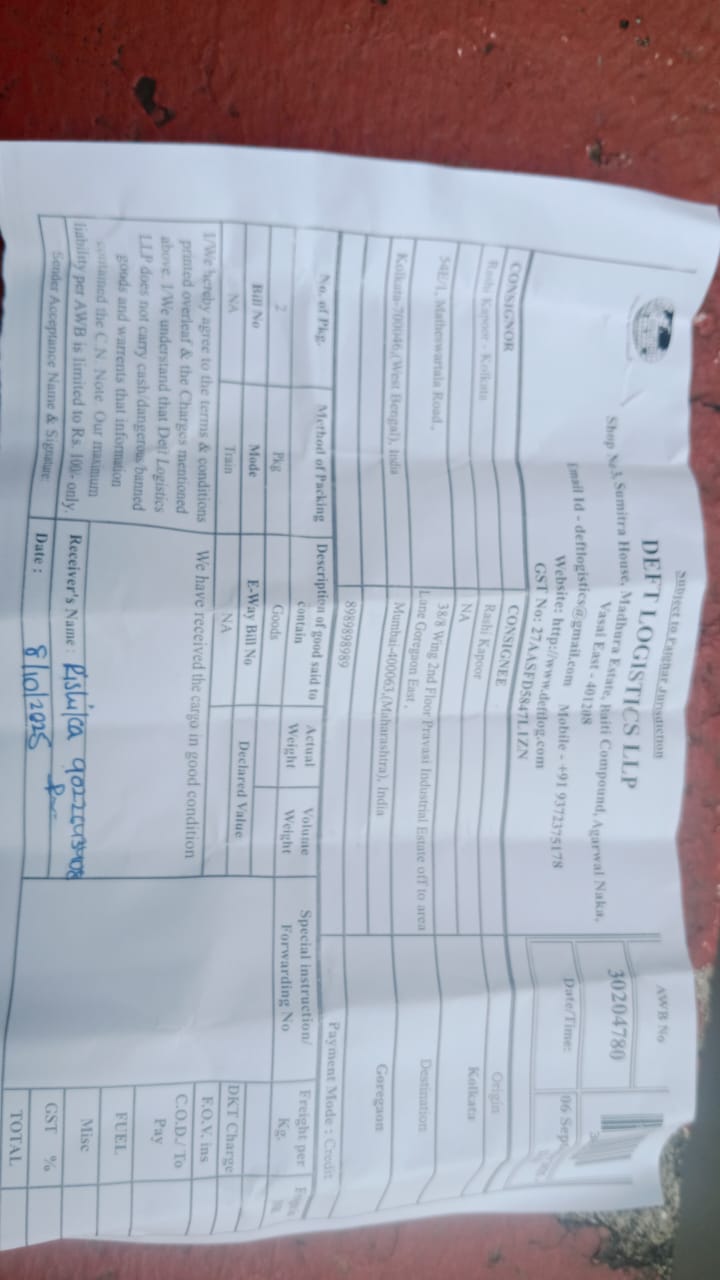 Subject to Palghar Jurisdiction
DEFT LOGISTICS LLP
Shop No 3, Sumitra House, Madhura Estate, Raiti Compound, Agarwal Naka,
Vasai East - 401208
Email Id - deftlogistics@gmail.com Mobile - +91 9372375178
Website: http://www.deftlog.com
GST No: 27AASFD5847L1ZN
AWB No
30204780
Date/Time:
06 Sep
CONSIGNOR
CONSIGNEE
Origin
Rashi Kapoor - Kolkata
Rashi Kapoor
Kolkata
NA
54E/1, Matheswartala Road ,
38/8 Wing 2nd Floor Pravasi Industrial Estate off to area
Lane Goregaon East ,
Destination
Kolkata-700046,(West Bengal), India
Mumbai-400063,(Maharashtra), India
Goregaon
8989898989
Payment Mode : Credit
No. of Pkg.
Method of Packing
Description of good said to
contain
Actual
Weight
Volume
Weight
Special instruction/
Forwarding No
Freight per
Kg.
2
Pkg
Goods
Bill No
Mode
E-Way Bill No
Declared Value
DKT Charge
NA
Train
NA
F.O.V. ins
I/We hereby agree to the terms & conditions
printed overleaf & the Charges mentioned
above. I/We understand that Deft Logistics
LLP does not carry cash/dangerous/banned
goods and warrents that information
contained the C.N. Note. Our maximum
liability per AWB is limited to Rs. 100/- only.
We have received the cargo in good condition
C.O.D./ To
Pay
FUEL
Misc
GST %
TOTAL
Receiver's Name : Rishika
Sender Acceptance Name & Signature
Date : 8/10/2025